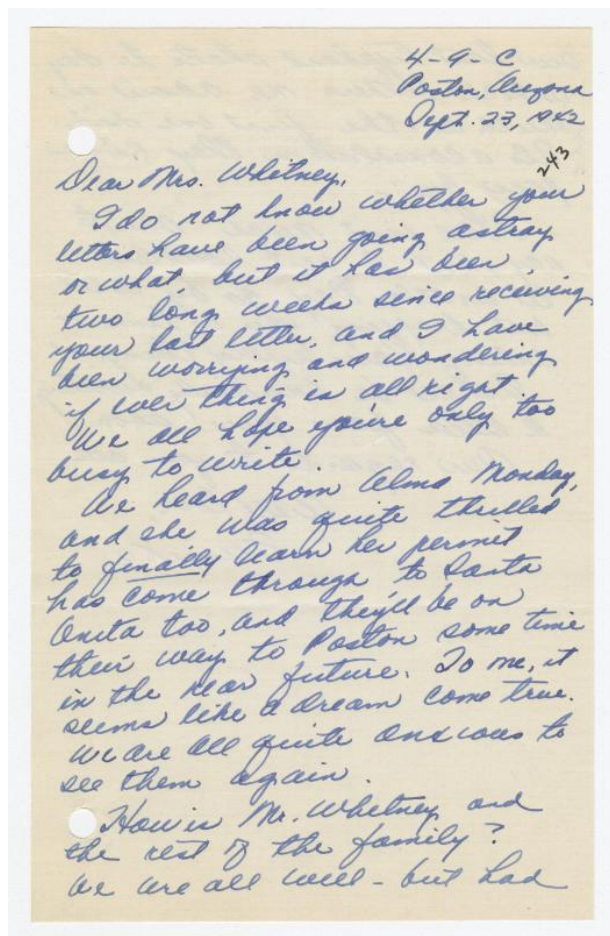 4-9-C
Poston, Arizona
Sept. 23, 1942
243
Dear Mrs. Whitney,
I do not know whether your
letters have been going astray
or what, but it has been
two long weeks since receiving
your last letter, and I have
been worrying and wondering
if ever thing is all right.
We all hope you're only too
busy to write.
We heard from Alma Monday,
and she was quite thrilled
to finally learn her permit
has come through to Santa
Anita too, and they'll be on
their way to Poston some time
in the near future. To me, it
seems like a dream come true.
We are all quite anxious to
see them again.
How is Mr. Whitney and
the rest of the family?
We are all well - but had